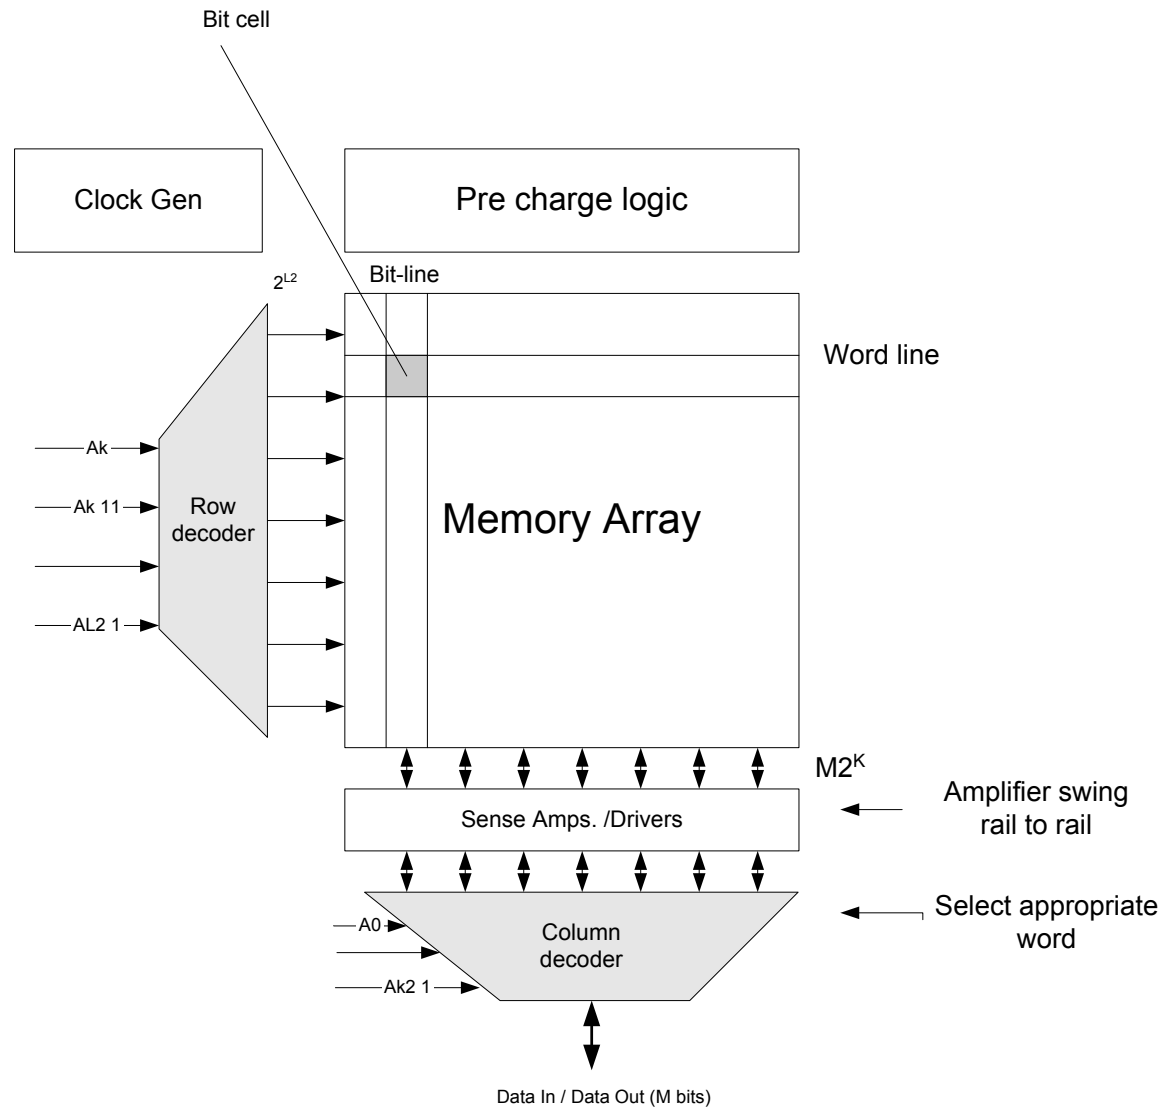 Bit cell
Clock Gen
Pre charge logic
2^L2
Bit-line
Word line
Ak
Ak 11
Row
decoder
Memory Array
AL2 1
M2^K
Sense Amps. /Drivers
Amplifier swing
rail to rail
A0
Column
decoder
Select appropriate
word
Ak2 1
Data In / Data Out (M bits)